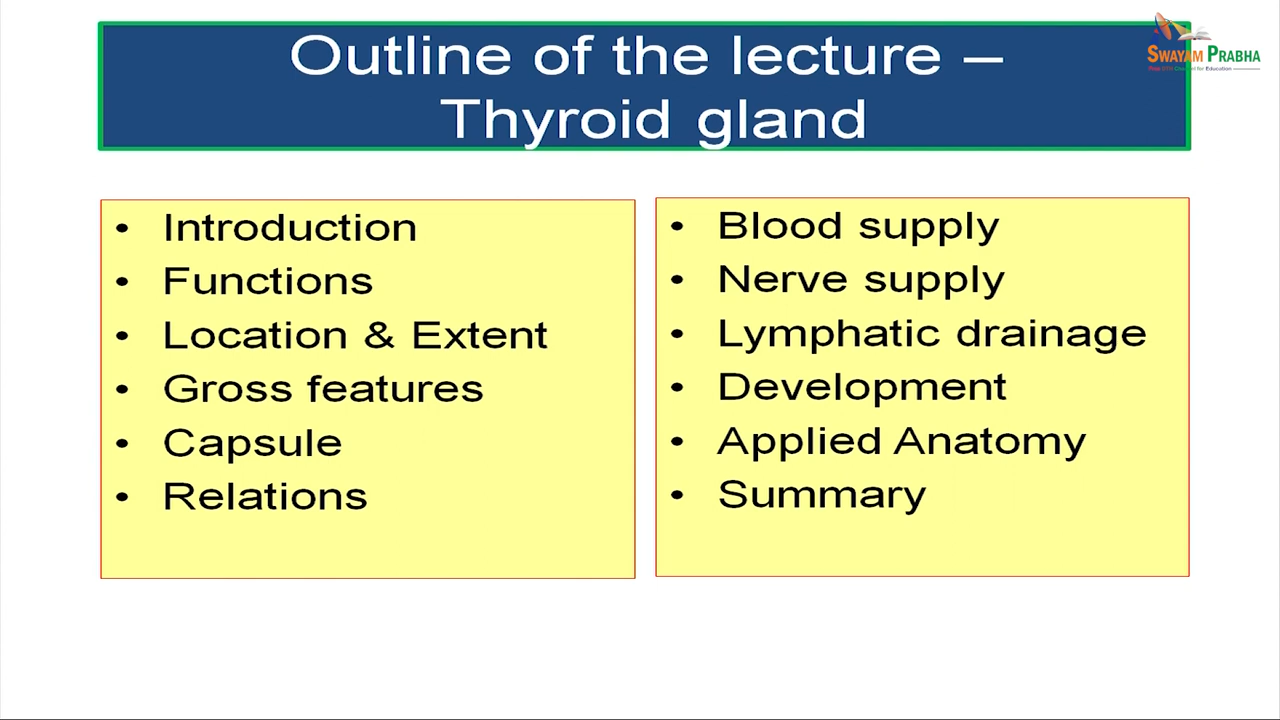 Outline of the lecture –
Thyroid gland
SWAYAM PRABHA
• Introduction
• Functions
• Location & Extent
• Gross features
• Capsule
• Relations
• Blood supply
• Nerve supply
• Lymphatic drainage
• Development
• Applied Anatomy
• Summary